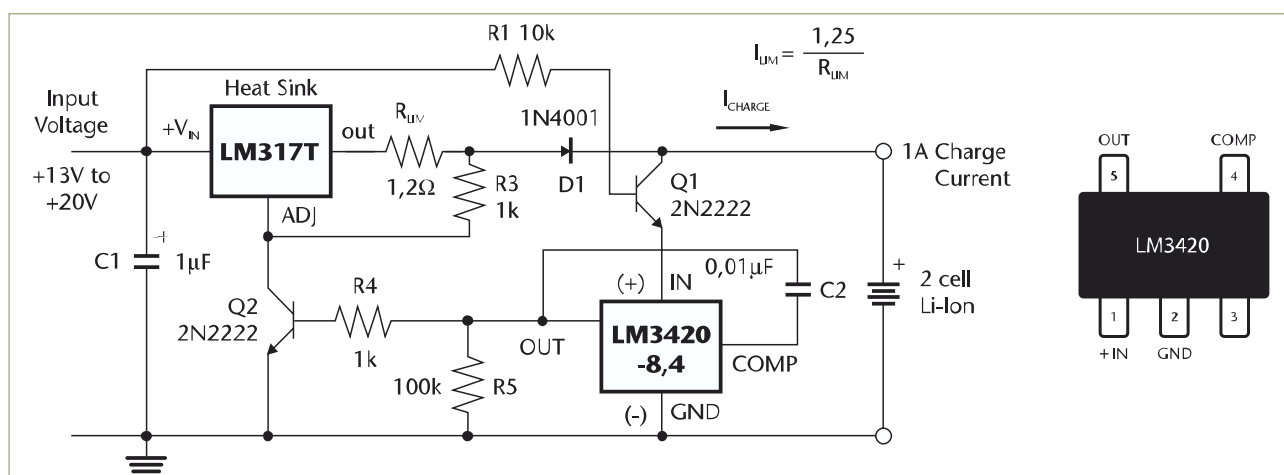 R1 10k
I_LIM = 1,25 / R_LIM
Heat Sink
Input
Voltage
+V_IN
LM317T
out
R_LIM
1N4001
I_CHARGE
1A Charge
Current
+13V to
+20V
1,2Ω
R3
1k
D1
Q1
2N2222
ADJ
C1
+
1µF
Q2
2N2222
R4
1k
OUT
100k
R5
(+)
IN
0,01µF
C2
LM3420
-8,4
COMP
(-)
GND
+
2 cell
Li-Ion
OUT
COMP
5
4
LM3420
1
2
3
+IN
GND